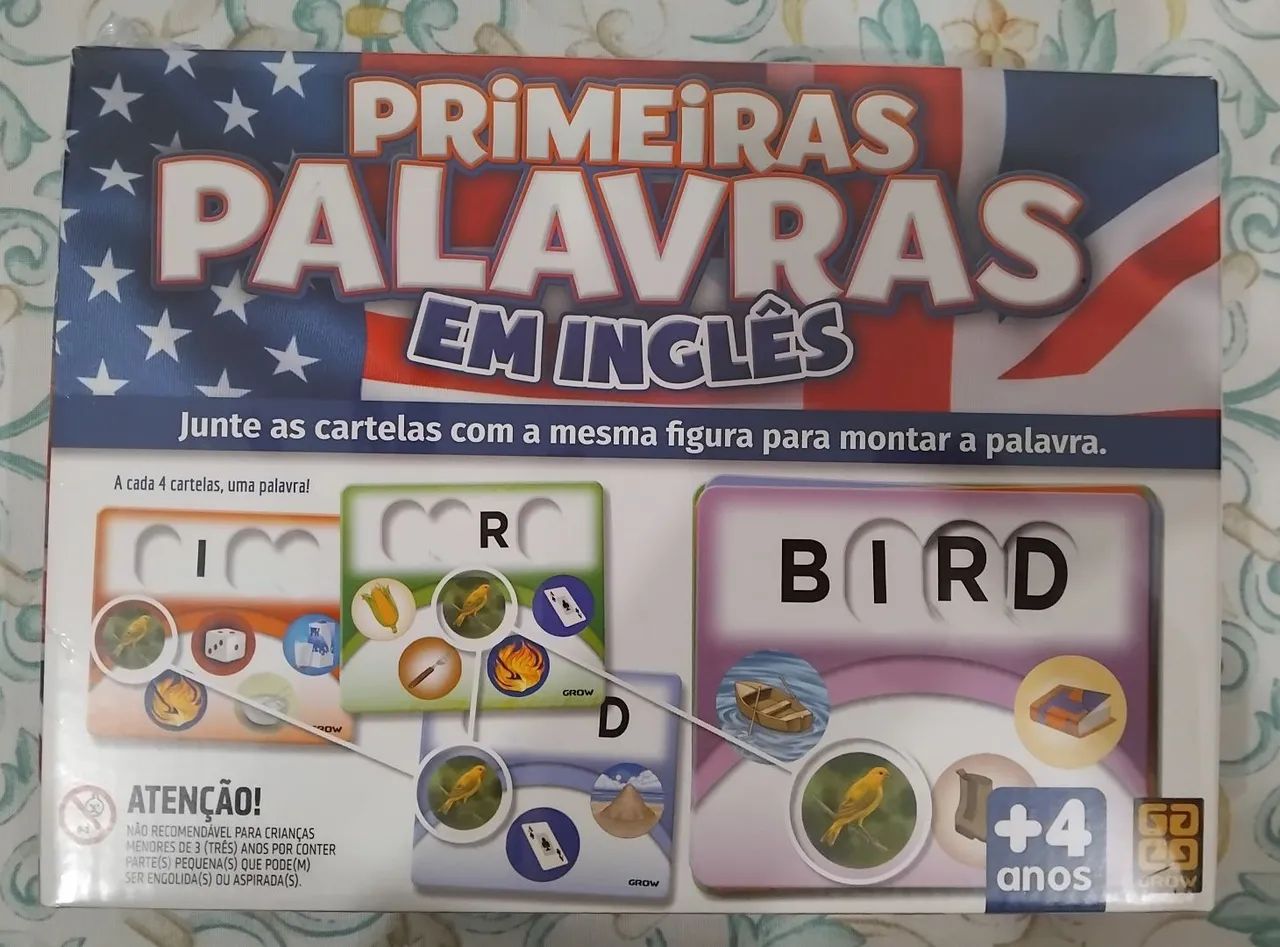 PRIMEIRAS
PALAVRAS
EM INGLÊS
Junte as cartelas com a mesma figura para montar a palavra.
A cada 4 cartelas, uma palavra!
I
R
BIRD
GROW
GROW
D
GROW
ATENÇÃO!
NÃO RECOMENDÁVEL PARA CRIANÇAS
MENORES DE 3 (TRÊS) ANOS POR CONTER
PARTE(S) PEQUENA(S) QUE PODE(M)
SER ENGOLIDA(S) OU ASPIRADA(S).
+4
anos
GROW